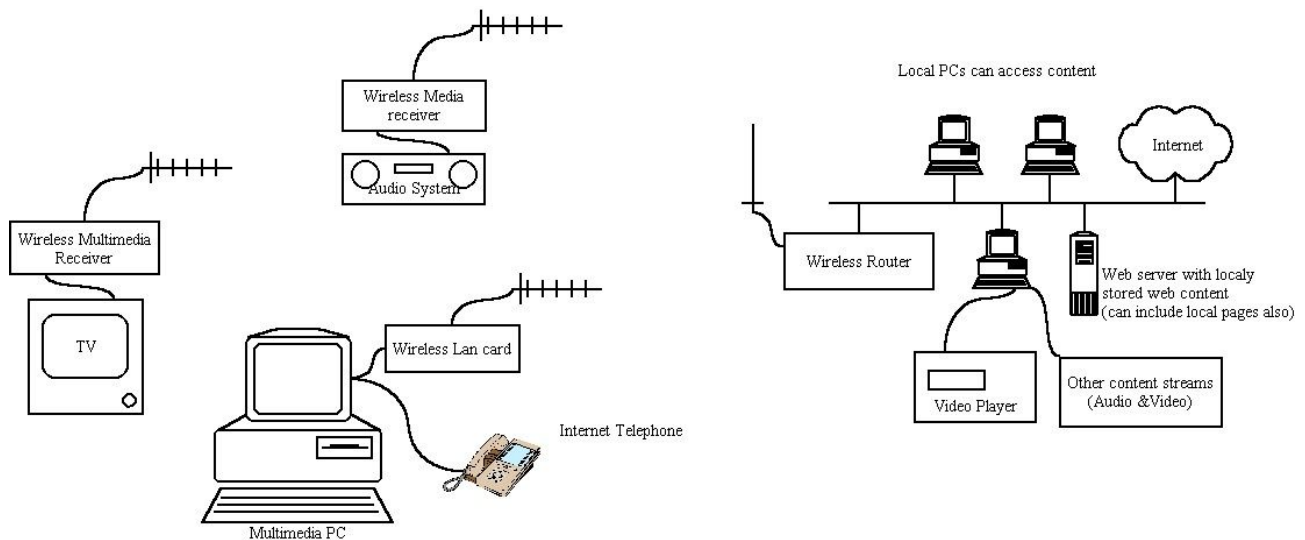 Wireless Media
receiver
Audio System
Wireless Multimedia
Receiver
TV
Wireless Lan card
Internet Telephone
Multimedia PC
Local PCs can access content
Internet
Wireless Router
Web server with localy
stored web content
(can include local pages also)
Video Player
Other content streams
(Audio &Video)